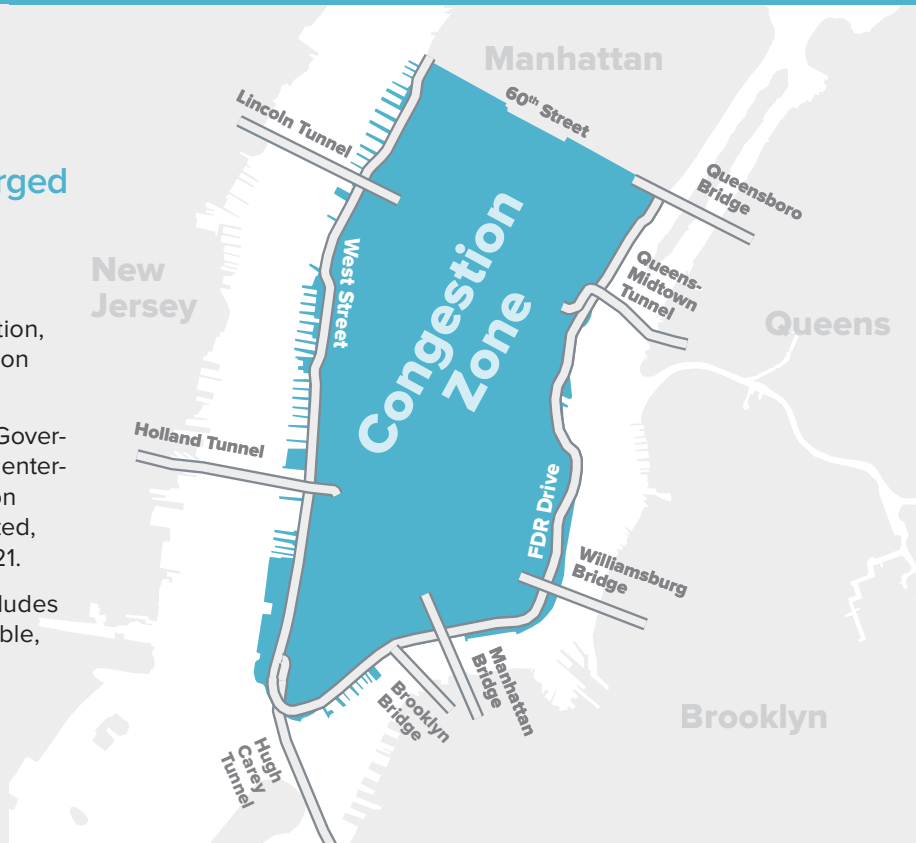 rged
tion,
on
Gover-
enter-
on
ted,
21.
ludes
ble,
Manhattan
60th Street
Lincoln Tunnel
Queensboro
Bridge
New
Jersey
West Street
Congestion
Zone
Queens-
Midtown
Tunnel
Queens
Holland Tunnel
FDR Drive
Williamsburg
Bridge
Manhattan
Bridge
Brooklyn
Bridge
Brooklyn
Hugh
Carey
Tunnel